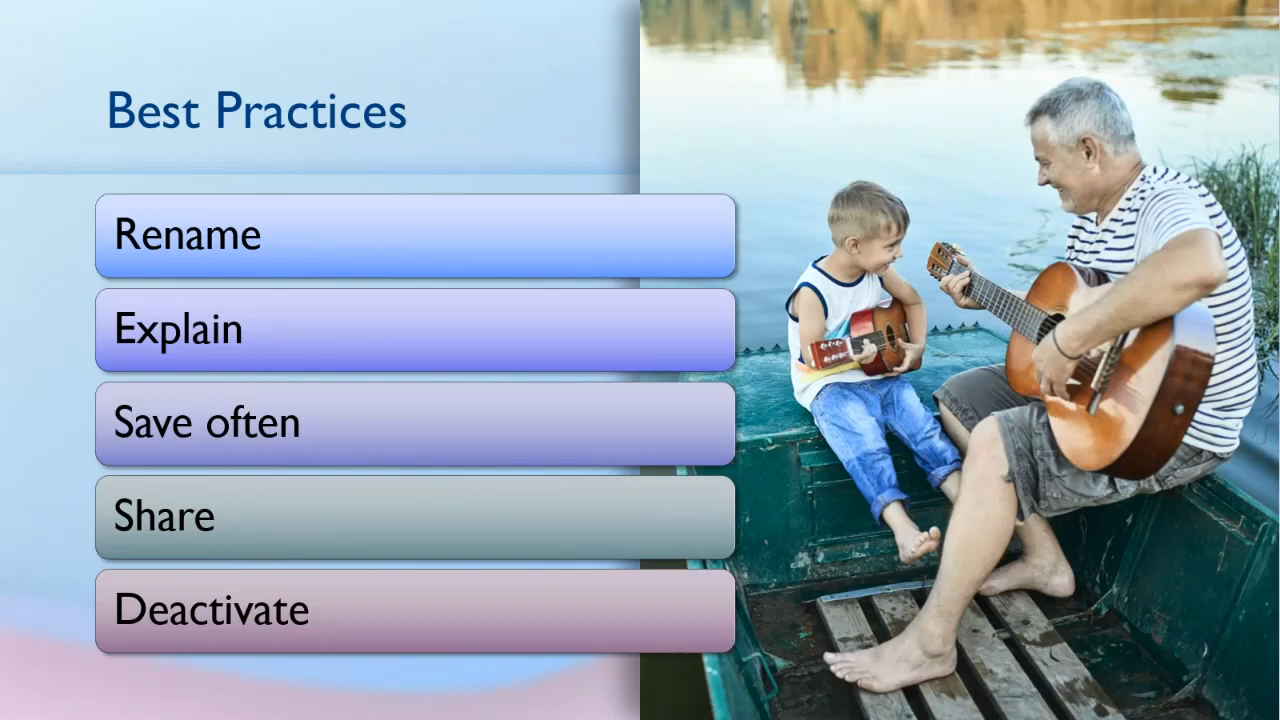 Best Practices
Rename
Explain
Save often
Share
Deactivate